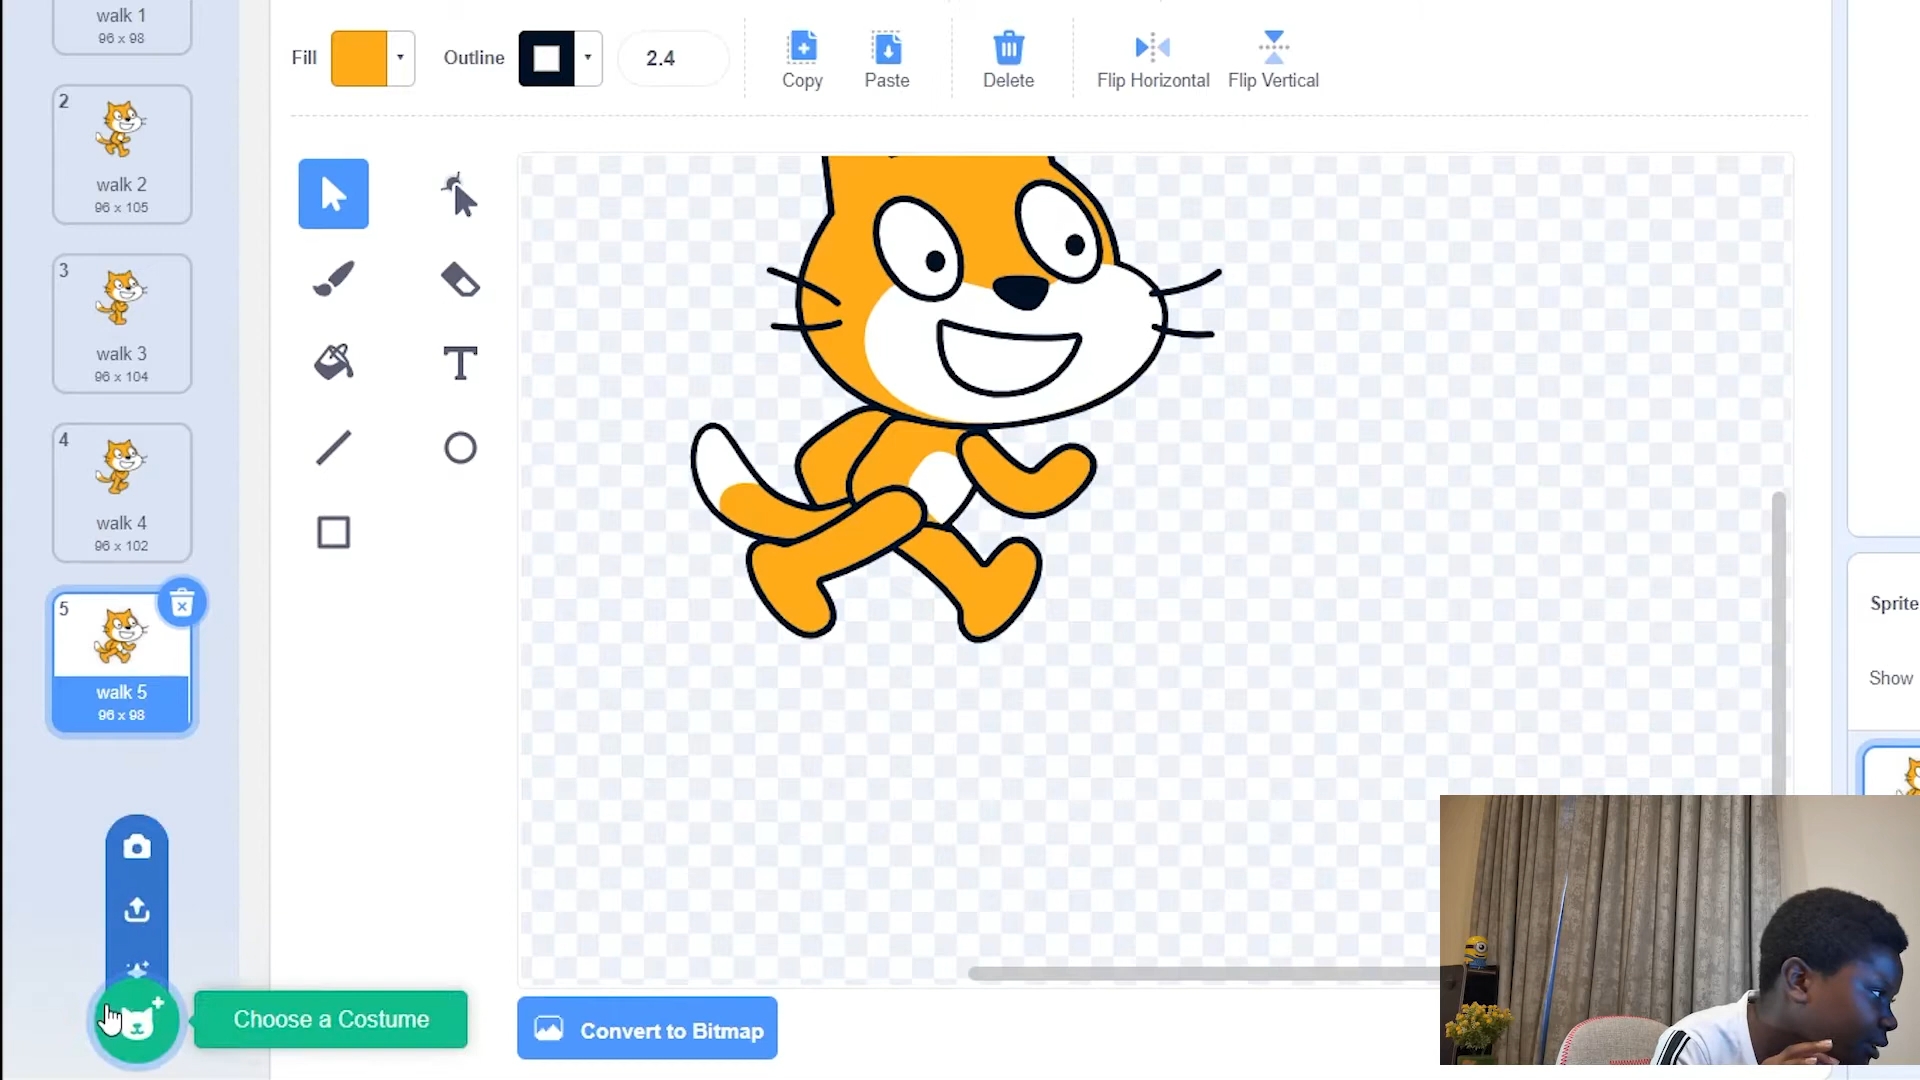 walk 1
96 x 98
2
walk 2
96 x 105
3
walk 3
96 x 104
4
walk 4
96 x 102
5
walk 5
96 x 98
Choose a Costume
Fill
Outline
2.4
Copy
Paste
Delete
Flip Horizontal
Flip Vertical
T
Convert to Bitmap
Sprite
Show